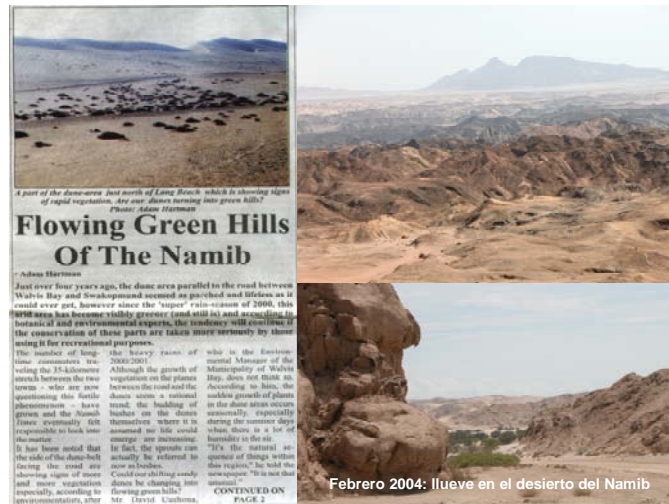 A part of the dune-area just north of Long Beach which is showing signs
of rapid vegetation. Are our dunes turning into green hills?
Photo: Adam Hartman
Flowing Green Hills
Of The Namib
• Adam Hartman
Just over four years ago, the dune area parallel to the road between
Walvis Bay and Swakopmund seemed as parched and lifeless as it
could ever get, however since the 'super' rain-season of 2000, this
arid area has become visibly greener (and still is) and according to
botanical and environmental experts, the tendency will continue if
the conservation of these parts are taken more seriously by those
using it for recreational purposes.
The number of long-
time commuters tra-
veling the 35-kilometre
stretch between the two
towns - who are now
questioning this fertile
phenomenon - have
grown and the Namib
Times eventually felt
responsible to look into
the matter.
It has been noted that
the side of the dune-belt
facing the road are
showing signs of more
and more vegetation
especially, according to
environmentalists, after
the heavy rains of
2000/2001.
Although the growth of
vegetation on the planes
between the road and the
dunes seems a rational
trend; the budding of
bushes on the dunes
themselves where it is
assumed no life could
emerge are increasing.
In fact, the sprouts can
actually be referred to
now as bushes.
Could our shifting sandy
dunes be changing into
flowing green hills?
Mr David Uushona,
who is the Environ-
mental Manager of the
Municipality of Walvis
Bay, does not think so.
According to him, the
sudden growth of plants
in the dune areas occurs
seasonally, especially
during the summer days
when there is a lot of
humidity in the air.
"It's the natural se-
quence of things within
this region," he told the
newspaper. "It is not that
unusual."
CONTINUED ON
PAGE 2
Febrero 2004: llueve en el desierto del Namib